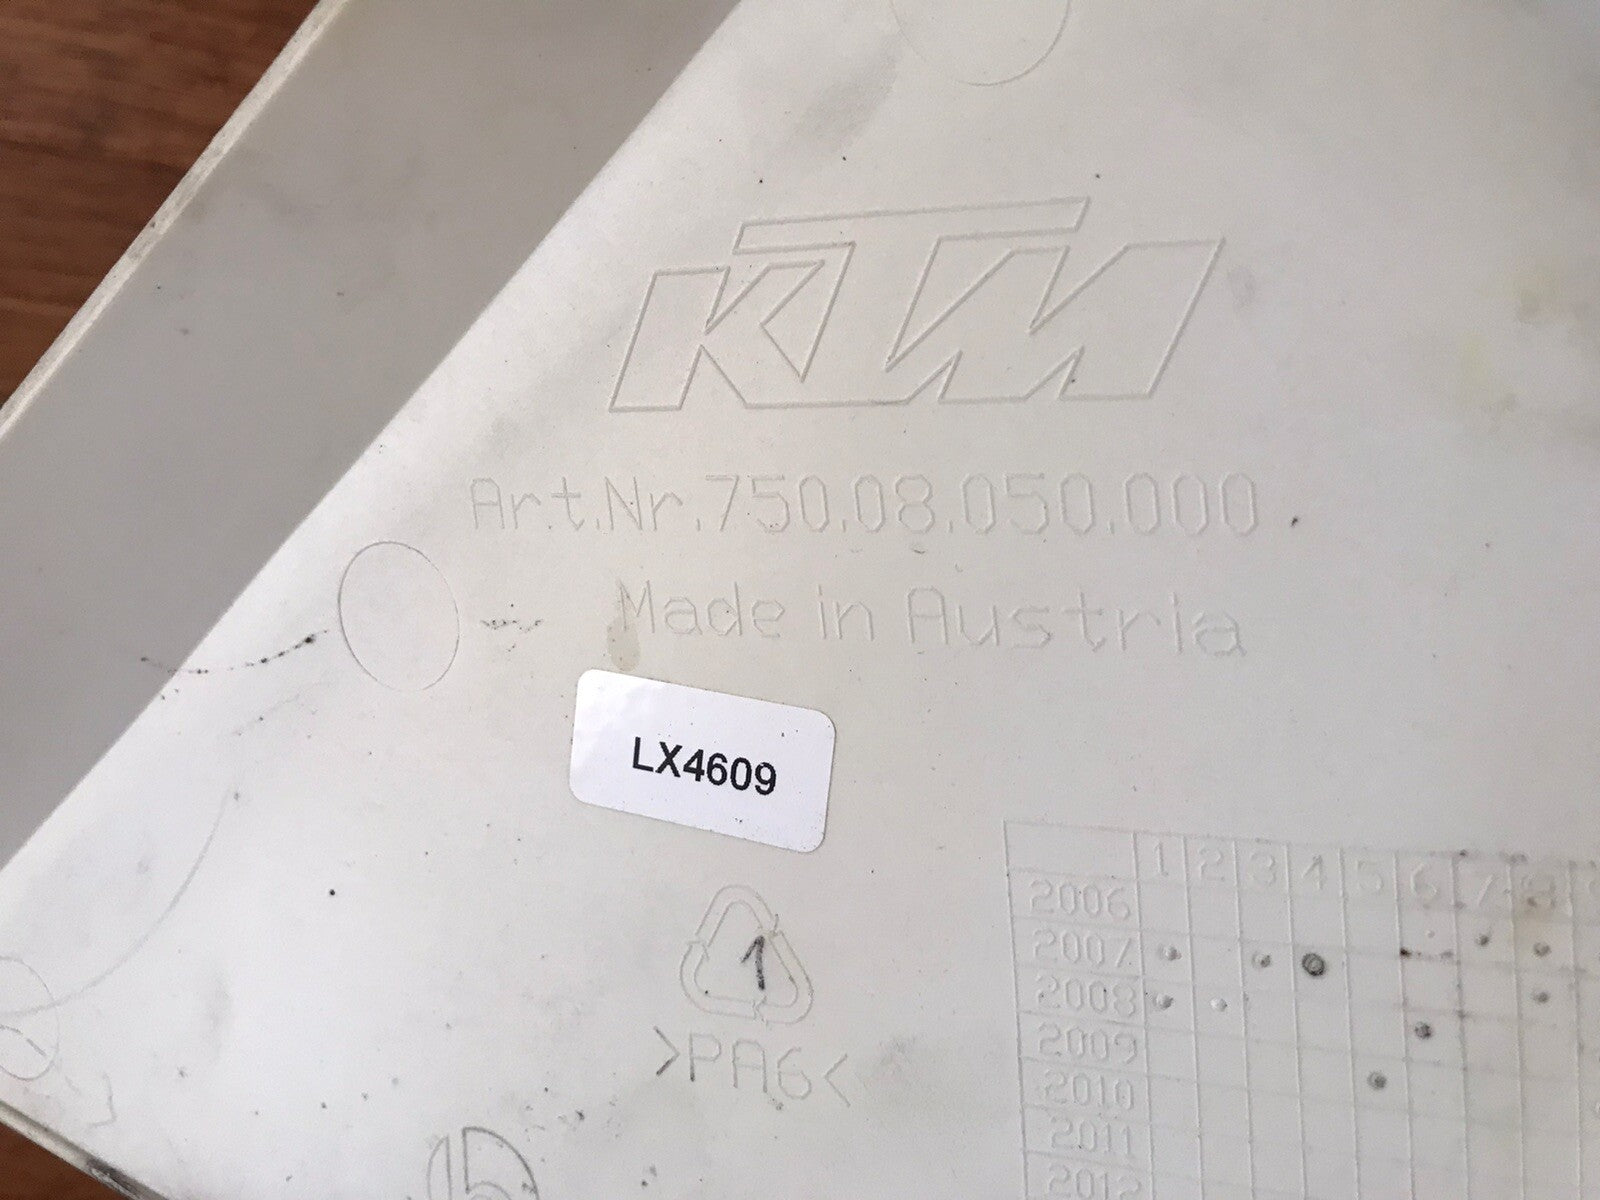 KTM
Art.Nr.750.08.050.000
Made in Austria
LX4609
1
>PA6<
1 2 3 4 5 6 7 8
2006
2007
2008
2009
2010
2011
2012